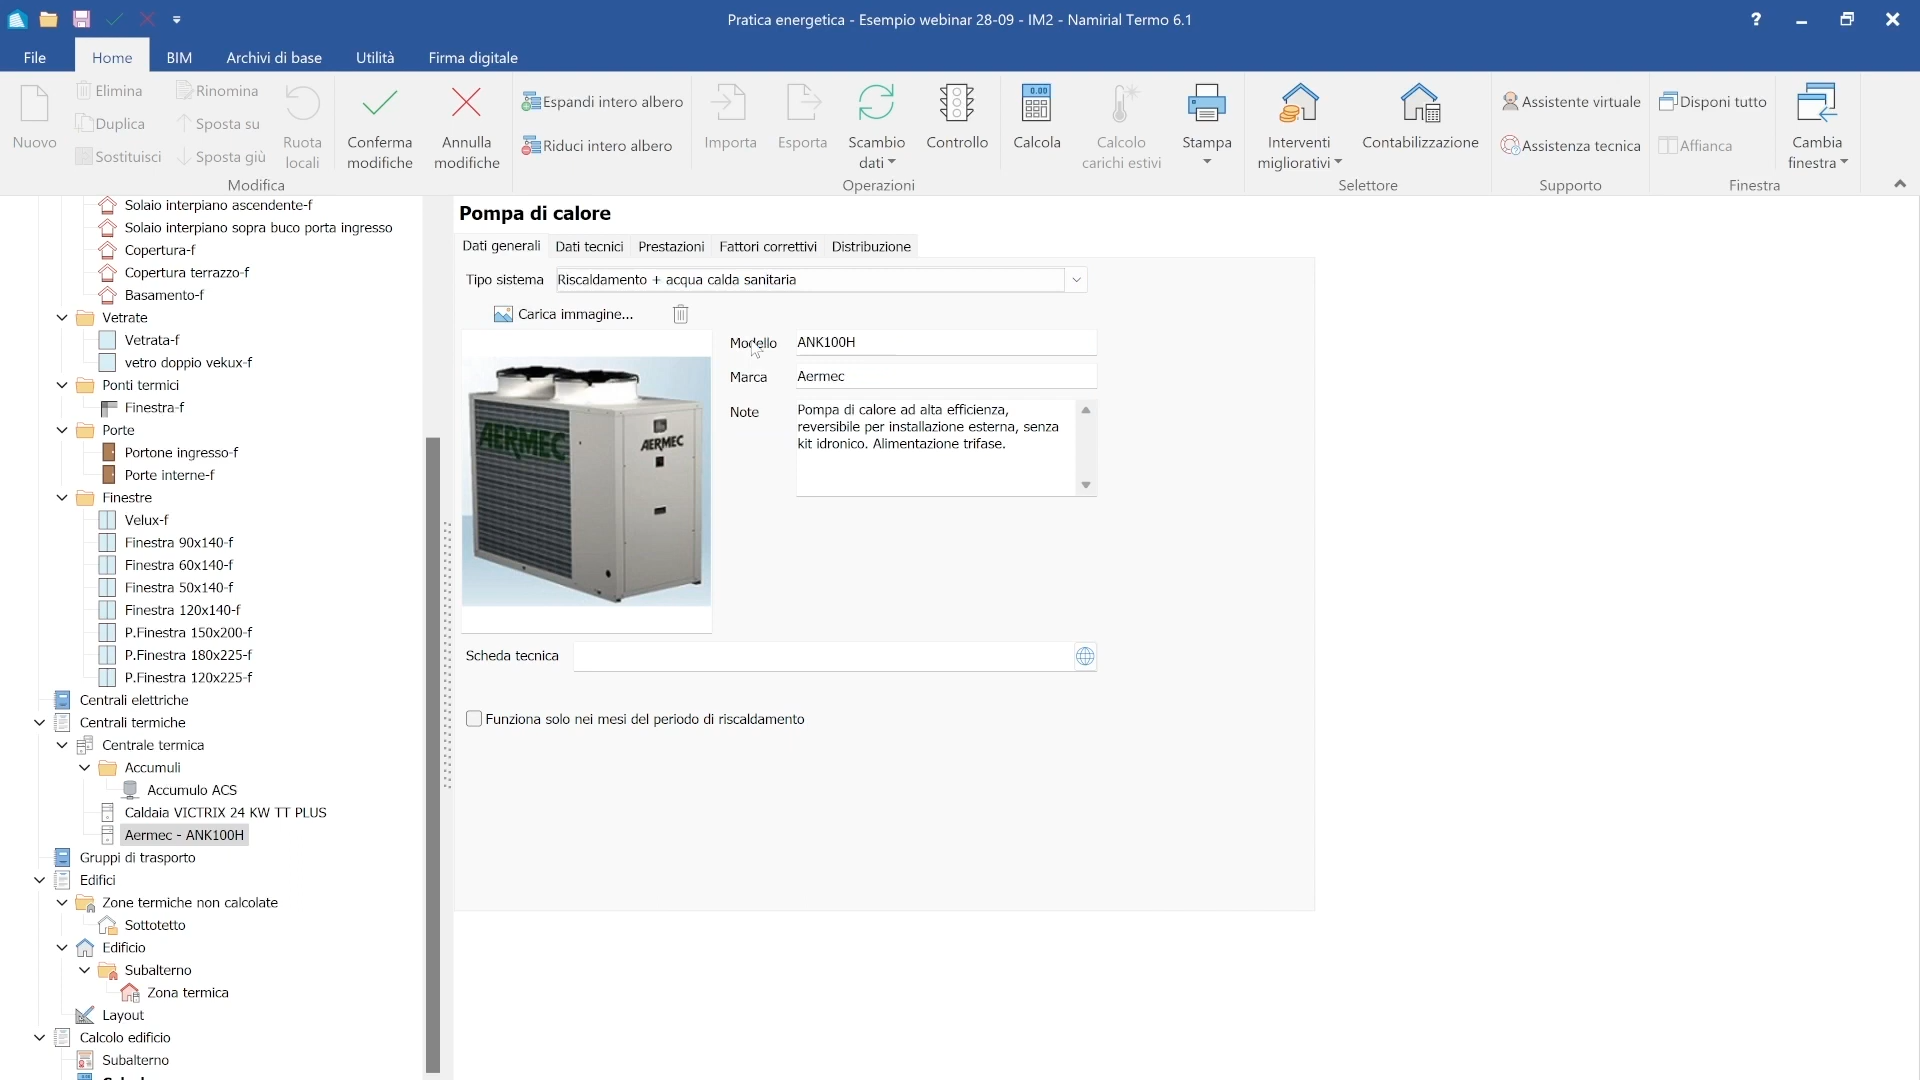 Pratica energetica - Esempio webinar 28-09 - IM2 - Namirial Termo 6.1
?
File
Home
BIM
Archivi di base
Utilità
Firma digitale
Nuovo
Elimina
Duplica
Sostituisci
Rinomina
Sposta su
Sposta giù
Ruota
locali
Modifica
Conferma
modifiche
Annulla
modifiche
Espandi intero albero
Riduci intero albero
Importa
Esporta
Scambio
dati
Controllo
Operazioni
0.00
Calcola
Calcolo
carichi estivi
Stampa
Interventi
migliorativi
Contabilizzazione
Selettore
Assistente virtuale
Assistenza tecnica
Supporto
Disponi tutto
Affianca
Cambia
finestra
Finestra
Solaio interpiano ascendente-f
Solaio interpiano sopra buco porta ingresso
Copertura-f
Copertura terrazzo-f
Basamento-f
Vetrate
Vetrata-f
vetro doppio vekux-f
Ponti termici
Finestra-f
Porte
Portone ingresso-f
Porte interne-f
Finestre
Velux-f
Finestra 90x140-f
Finestra 60x140-f
Finestra 50x140-f
Finestra 120x140-f
P.Finestra 150x200-f
P.Finestra 180x225-f
P.Finestra 120x225-f
Centrali elettriche
Centrali termiche
Centrale termica
Accumuli
Accumulo ACS
Caldaia VICTRIX 24 KW TT PLUS
Aermec - ANK100H
Gruppi di trasporto
Edifici
Zone termiche non calcolate
Sottotetto
Edificio
Subalterno
Zona termica
Layout
Calcolo edificio
Subalterno
Pompa di calore
Dati generali
Dati tecnici
Prestazioni
Fattori correttivi
Distribuzione
Tipo sistema
Riscaldamento + acqua calda sanitaria
Carica immagine...
AERMEC
AERMEC
Modello
ANK100H
Marca
Aermec
Note
Pompa di calore ad alta efficienza,
reversibile per installazione esterna, senza
kit idronico. Alimentazione trifase.
Scheda tecnica
Funziona solo nei mesi del periodo di riscaldamento